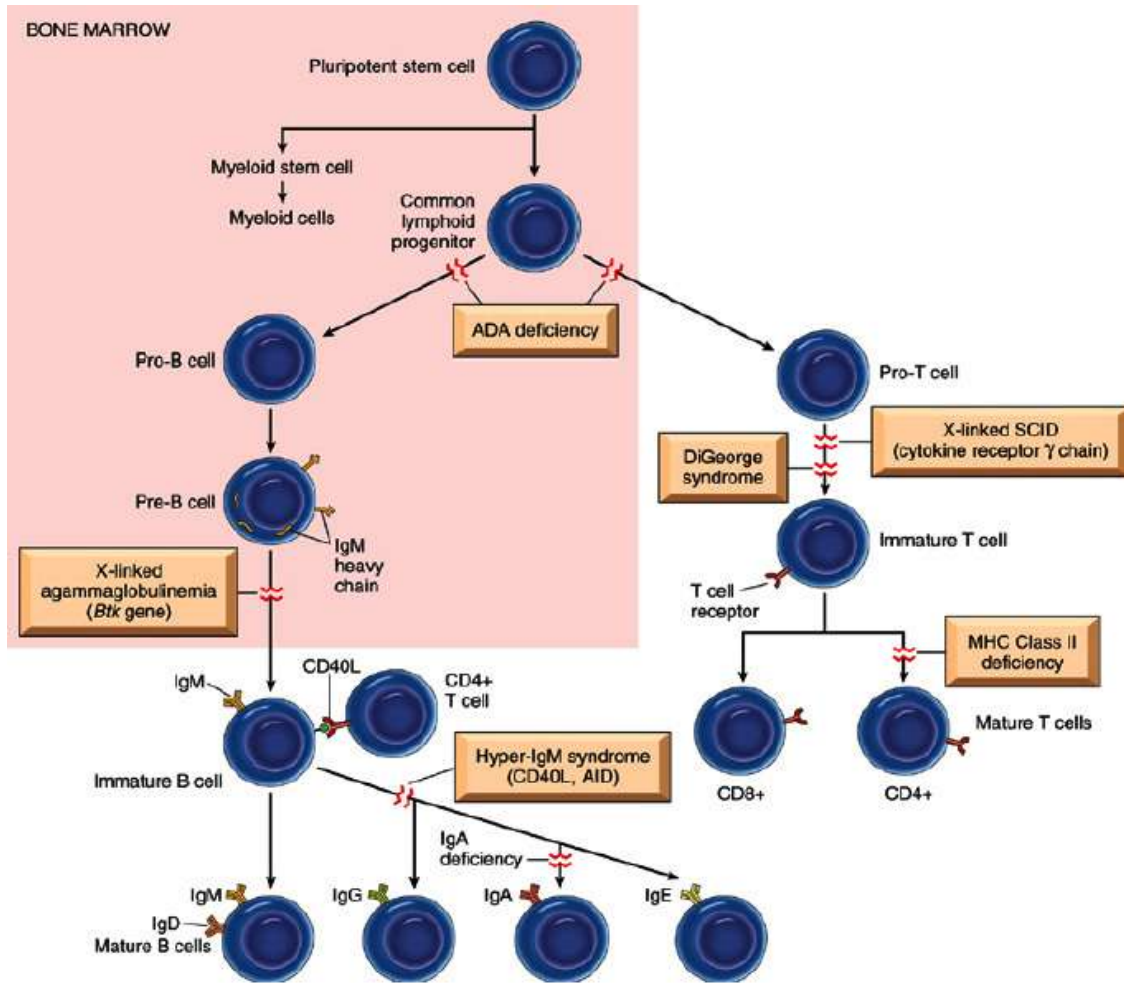 BONE MARROW
Pluripotent stem cell
Myeloid stem cell
Myeloid cells
Common
lymphoid
progenitor
ADA deficiency
Pro-B cell
Pro-T cell
X-linked SCID
(cytokine receptor γ chain)
DiGeorge
syndrome
Pre-B cell
IgM
heavy
chain
Immature T cell
T cell
receptor
X-linked
agammaglobulinemia
(Btk gene)
MHC Class II
deficiency
CD40L
CD4+
T cell
IgM
Mature T cells
Hyper-IgM syndrome
(CD40L, AID)
Immature B cell
CD8+
CD4+
IgA
deficiency
IgM
IgD
Mature B cells
IgG
IgA
IgE